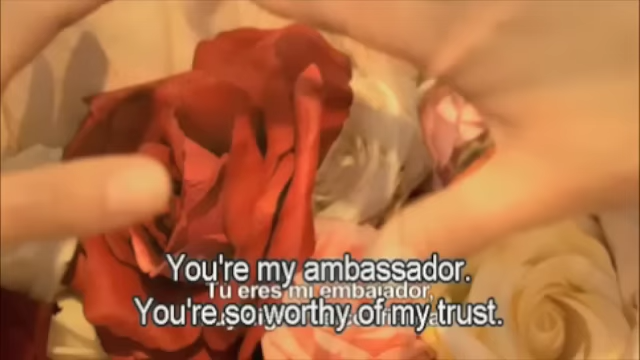 You're my ambassador.
Tu eres mi embajador,
You're so worthy of my trust.